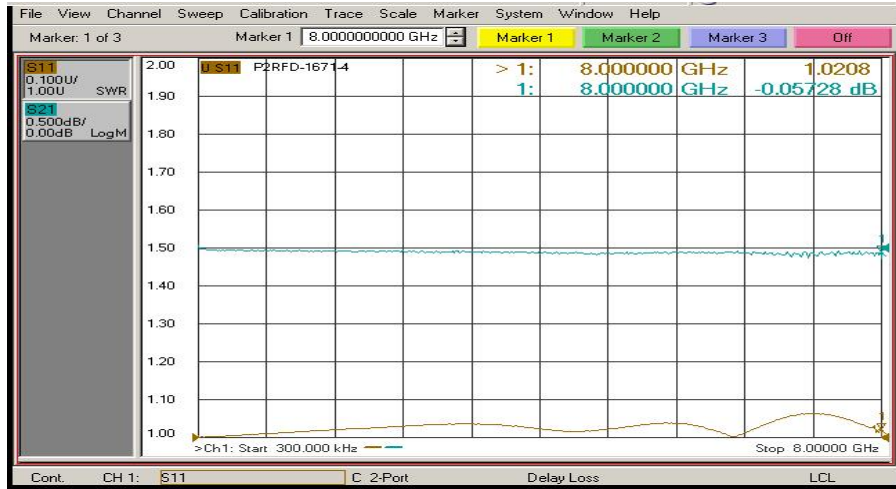 File View Channel Sweep Calibration Trace Scale Marker System Window Help
Marker: 1 of 3 Marker 1 8.0000000000 GHz Marker 1 Marker 2 Marker 3 Off
S11
0.100U/
1.00U SWR
S21
0.500dB/
0.00dB LogM
2.00
1.90
1.80
1.70
1.60
1.50
1.40
1.30
1.20
1.10
1.00
U S11 P2RFD-1671-4
> 1: 8.000000 GHz 1.0208
1: 8.000000 GHz -0.05728 dB
>Ch1: Start 300.000 kHz Stop 8.00000 GHz
Cont. CH 1: S11 C 2-Port Delay Loss LCL